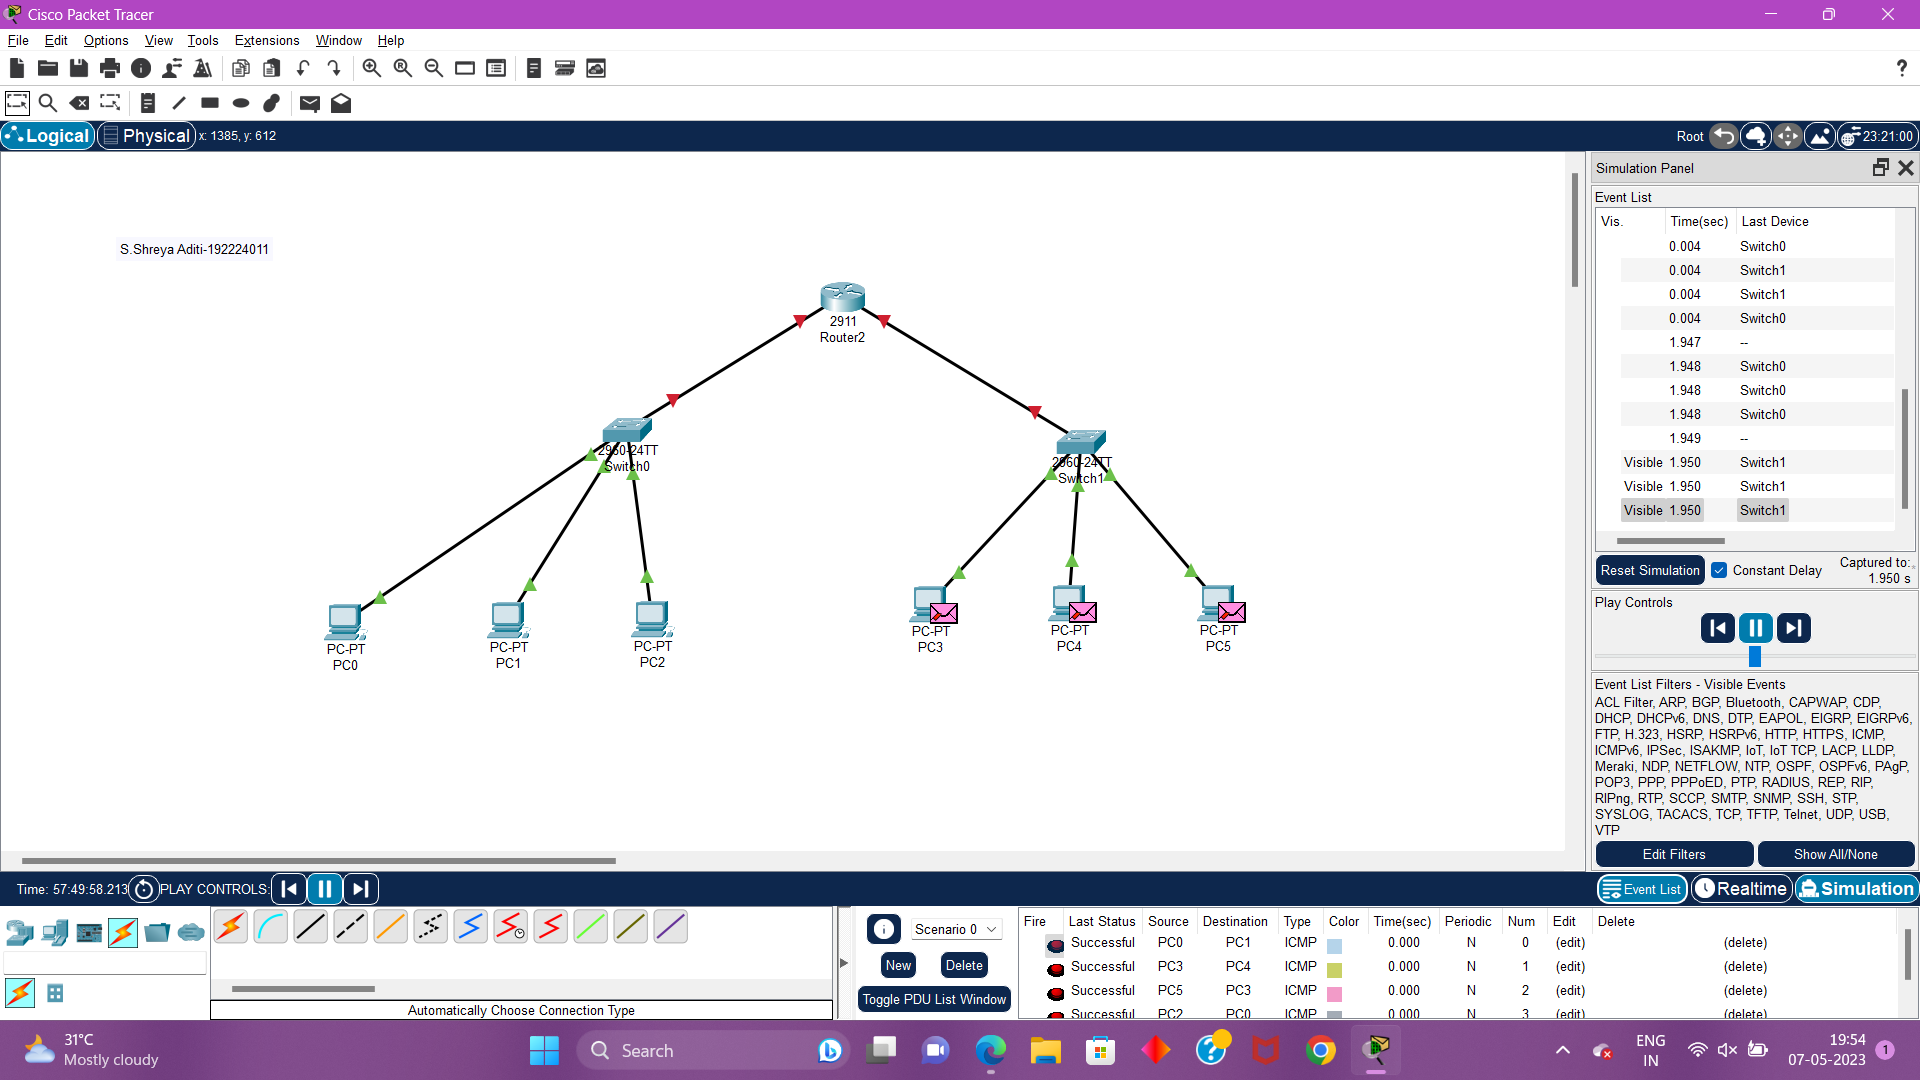 Cisco Packet Tracer
File Edit Options View Tools Extensions Window Help
Logical Physical x: 1385, y: 612 Root 23:21:00
S.Shreya Aditi-192224011
2911
Router2
2960-24TT
Switch0
2960-24TT
Switch1
PC-PT
PC0
PC-PT
PC1
PC-PT
PC2
PC-PT
PC3
PC-PT
PC4
PC-PT
PC5
Simulation Panel
Event List
Vis. Time(sec) Last Device
0.004 Switch0
0.004 Switch1
0.004 Switch1
0.004 Switch0
1.947 --
1.948 Switch0
1.948 Switch0
1.948 Switch0
1.949 --
Visible 1.950 Switch1
Visible 1.950 Switch1
Visible 1.950 Switch1
Reset Simulation Constant Delay Captured to:
1.950 s
Play Controls
Event List Filters - Visible Events
ACL Filter, ARP, BGP, Bluetooth, CAPWAP, CDP,
DHCP, DHCPv6, DNS, DTP, EAPOL, EIGRP, EIGRPv6,
FTP, H.323, HSRP, HSRPv6, HTTP, HTTPS, ICMP,
ICMPv6, IPSec, ISAKMP, IoT, IoT TCP, LACP, LLDP,
Meraki, NDP, NETFLOW, NTP, OSPF, OSPFv6, PAgP,
POP3, PPP, PPPoED, PTP, RADIUS, REP, RIP,
RIPng, RTP, SCCP, SMTP, SNMP, SSH, STP,
SYSLOG, TACACS, TCP, TFTP, Telnet, UDP, USB,
VTP
Edit Filters Show All/None
Time: 57:49:58.213 PLAY CONTROLS: Event List Realtime Simulation
Automatically Choose Connection Type
Scenario 0
New Delete
Toggle PDU List Window
Fire Last Status Source Destination Type Color Time(sec) Periodic Num Edit Delete
Successful PC0 PC1 ICMP 0.000 N 0 (edit) (delete)
Successful PC3 PC4 ICMP 0.000 N 1 (edit) (delete)
Successful PC5 PC3 ICMP 0.000 N 2 (edit) (delete)
Successful PC2 PC0 ICMP 0.000 N 3 (edit) (delete)
31°C
Mostly cloudy
Search
ENG
IN
19:54
07-05-2023
1